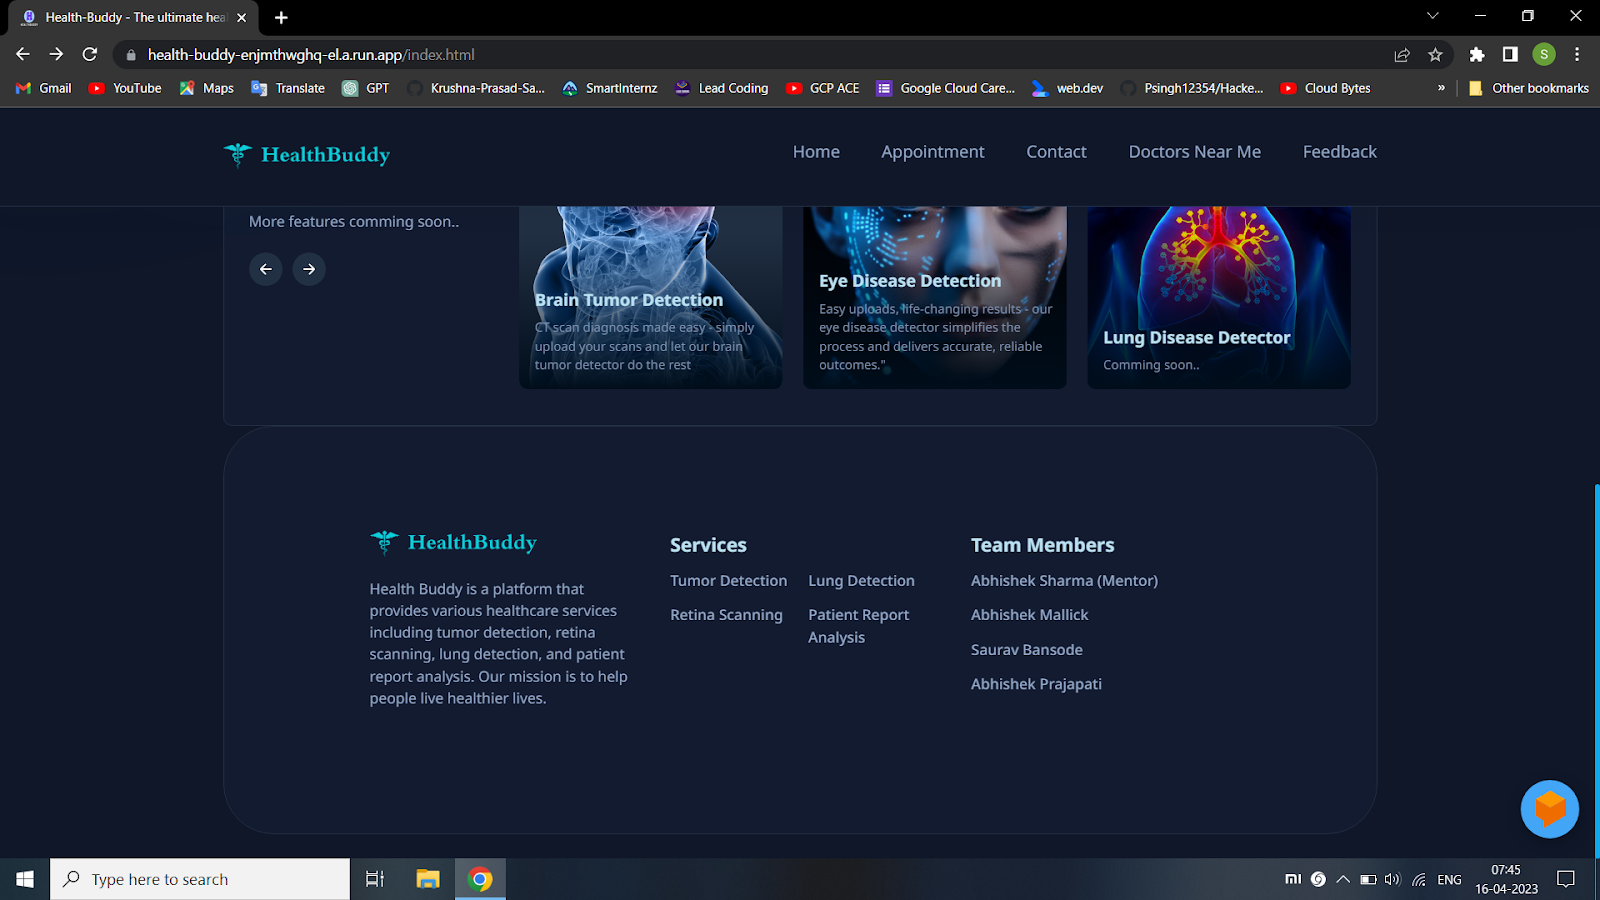 Health-Buddy - The ultimate hea
health-buddy-enjmthwghq-el.a.run.app/index.html
S
Gmail
YouTube
Maps
Translate
GPT
Krushna-Prasad-Sa...
SmartInternz
Lead Coding
GCP ACE
Google Cloud Care...
web.dev
Psingh12354/Hacke...
Cloud Bytes
»
Other bookmarks
HealthBuddy
Home
Appointment
Contact
Doctors Near Me
Feedback
More features comming soon..
Brain Tumor Detection
CT scan diagnosis made easy - simply
upload your scans and let our brain
tumor detector do the rest
Eye Disease Detection
Easy uploads, life-changing results - our
eye disease detector simplifies the
process and delivers accurate, reliable
outcomes."
Lung Disease Detector
Comming soon..
HealthBuddy
Health Buddy is a platform that
provides various healthcare services
including tumor detection, retina
scanning, lung detection, and patient
report analysis. Our mission is to help
people live healthier lives.
Services
Tumor Detection
Lung Detection
Retina Scanning
Patient Report
Analysis
Team Members
Abhishek Sharma (Mentor)
Abhishek Mallick
Saurav Bansode
Abhishek Prajapati
Type here to search
mi
ENG
07:45
16-04-2023